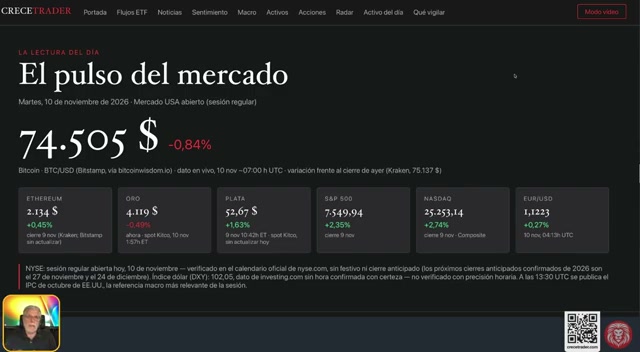 CRECETRADER Portada Flujos ETF Noticias Sentimiento Macro Activos Acciones Radar Activo del día Qué vigilar Modo vídeo
LA LECTURA DEL DÍA
El pulso del mercado
Martes, 10 de noviembre de 2026 · Mercado USA abierto (sesión regular)
74.505 $ -0,84%
Bitcoin · BTC/USD (Bitstamp, vía bitcoinwisdom.io) · dato en vivo, 10 nov ~07:00 h UTC · variación frente al cierre de ayer (Kraken, 75.137 $)
ETHEREUM
2.134 $
+0,45%
cierre 9 nov (Kraken; Bitstamp
sin actualizar)
ORO
4.119 $
-0,49%
ahora · spot Kitco, 10 nov
1:57h ET
PLATA
52,67 $
+1,63%
9 nov 10:42h ET · spot Kitco,
sin actualizar hoy
S&P 500
7.549,94
+2,35%
cierre 9 nov
NASDAQ
25.253,14
+2,74%
cierre 9 nov · Composite
EUR/USD
1,1223
+0,27%
10 nov, 04:13h UTC
NYSE: sesión regular abierta hoy, 10 de noviembre — verificado en el calendario oficial de nyse.com, sin festivo ni cierre anticipado (los próximos cierres anticipados confirmados de 2026 son
el 27 de noviembre y el 24 de diciembre). Índice dólar (DXY): 102,05, dato de investing.com sin hora confirmada con certeza — no verificado con precisión horaria. A las 13:30 UTC se publica el
IPC de octubre de EE.UU., la referencia macro más relevante de la sesión.
crecetrader.com